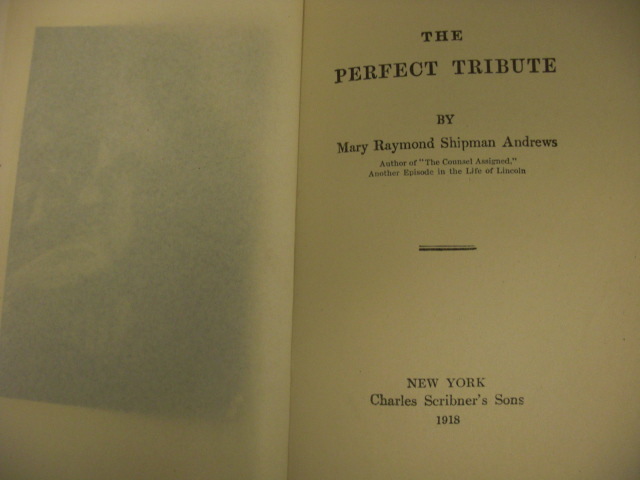 THE
PERFECT TRIBUTE
BY
Mary Raymond Shipman Andrews
Author of "The Counsel Assigned,"
Another Episode in the Life of Lincoln
NEW YORK
Charles Scribner's Sons
1918